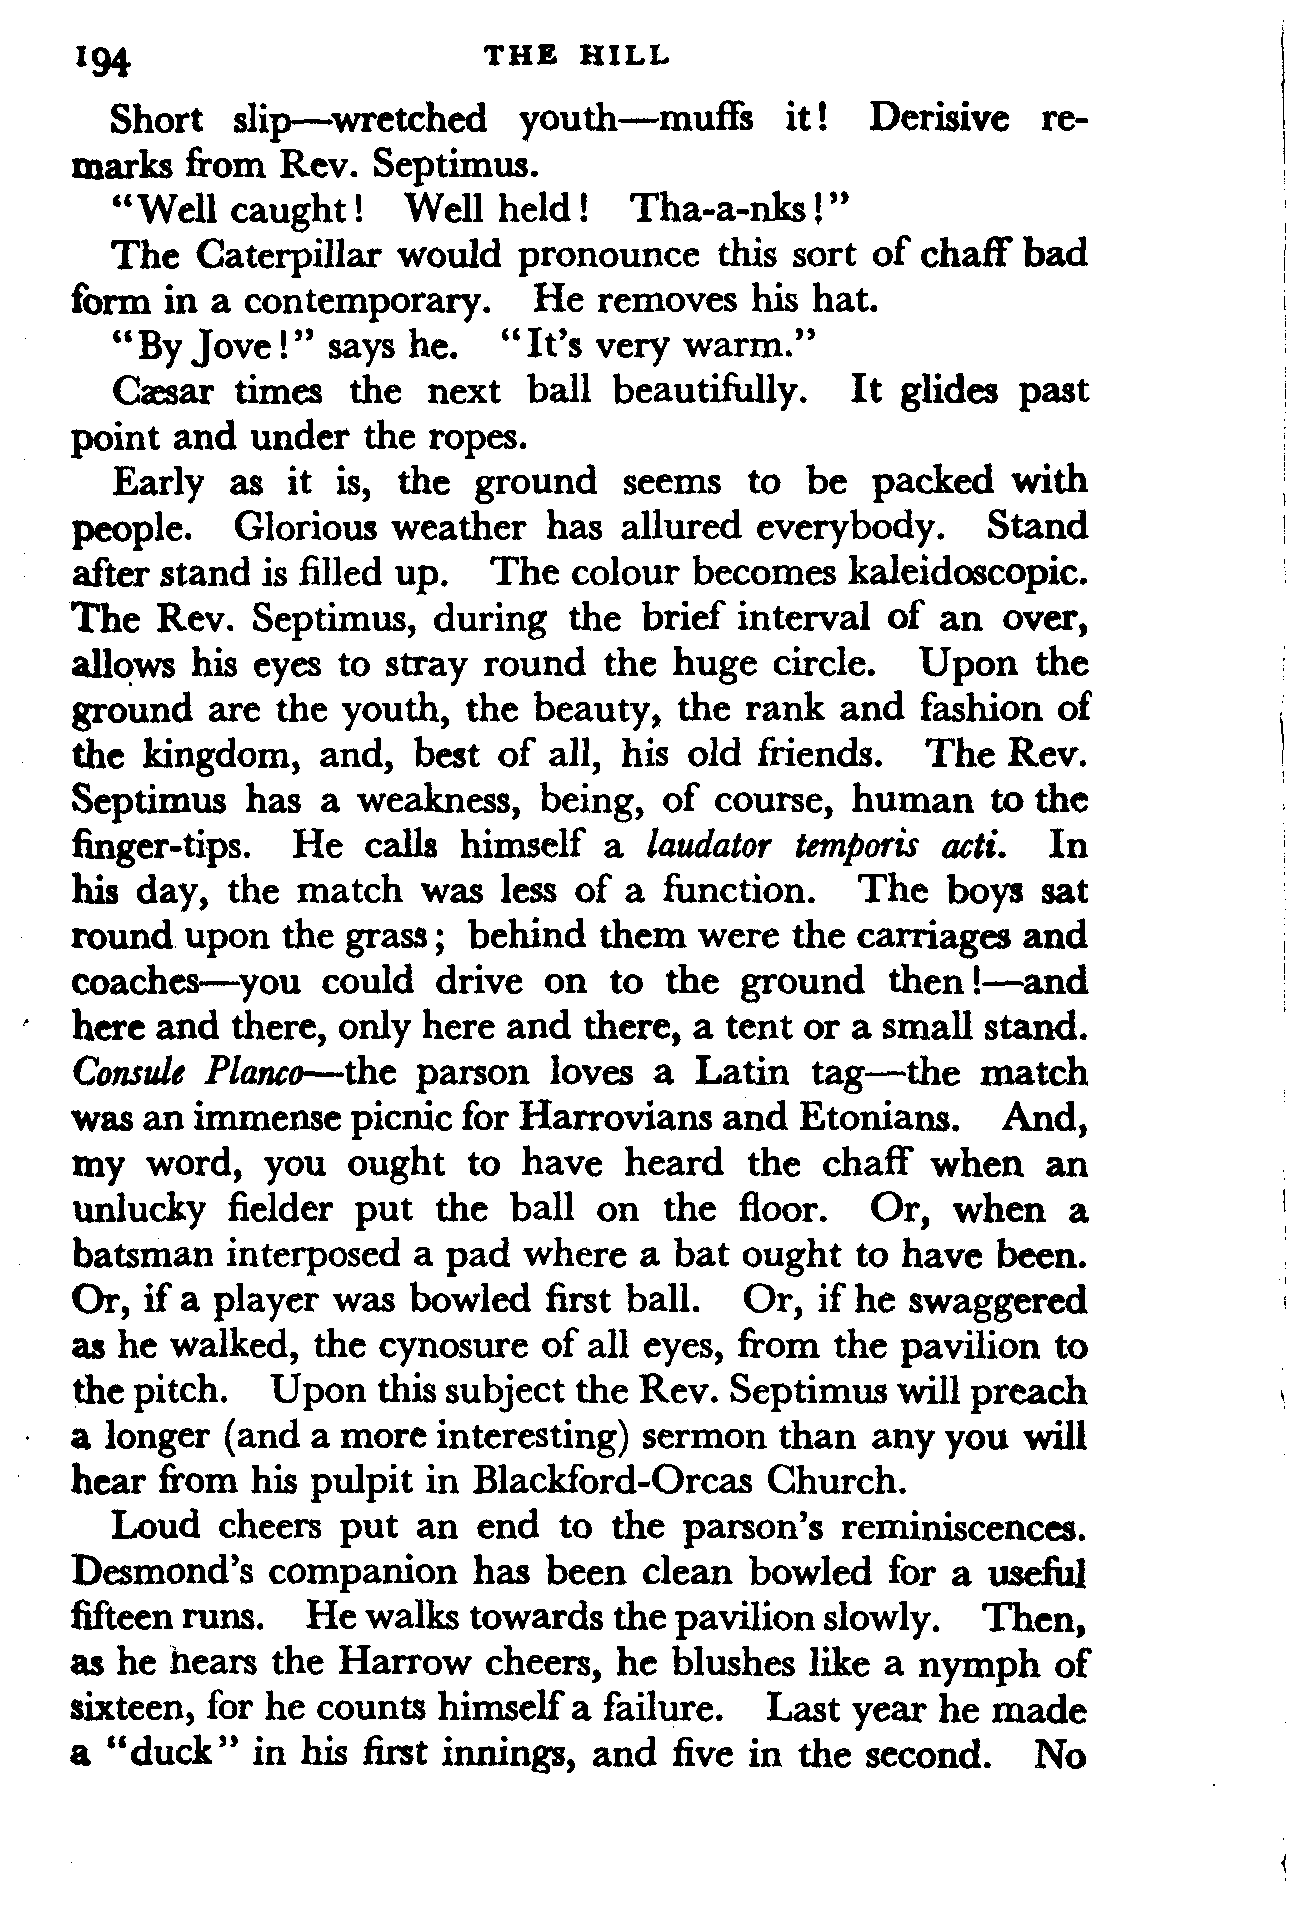 194 THE HILL
Short slip—wretched youth—muffs it! Derisive re-
marks from Rev. Septimus.
"Well caught! Well held! Tha-a-nks!"
The Caterpillar would pronounce this sort of chaff bad
form in a contemporary. He removes his hat.
"By Jove!" says he. "It's very warm."
Cæsar times the next ball beautifully. It glides past
point and under the ropes.
Early as it is, the ground seems to be packed with
people. Glorious weather has allured everybody. Stand
after stand is filled up. The colour becomes kaleidoscopic.
The Rev. Septimus, during the brief interval of an over,
allows his eyes to stray round the huge circle. Upon the
ground are the youth, the beauty, the rank and fashion of
the kingdom, and, best of all, his old friends. The Rev.
Septimus has a weakness, being, of course, human to the
finger-tips. He calls himself a laudator temporis acti. In
his day, the match was less of a function. The boys sat
round upon the grass; behind them were the carriages and
coaches—you could drive on to the ground then!—and
here and there, only here and there, a tent or a small stand.
Consule Planco—the parson loves a Latin tag—the match
was an immense picnic for Harrovians and Etonians. And,
my word, you ought to have heard the chaff when an
unlucky fielder put the ball on the floor. Or, when a
batsman interposed a pad where a bat ought to have been.
Or, if a player was bowled first ball. Or, if he swaggered
as he walked, the cynosure of all eyes, from the pavilion to
the pitch. Upon this subject the Rev. Septimus will preach
a longer (and a more interesting) sermon than any you will
hear from his pulpit in Blackford-Orcas Church.
Loud cheers put an end to the parson's reminiscences.
Desmond's companion has been clean bowled for a useful
fifteen runs. He walks towards the pavilion slowly. Then,
as he hears the Harrow cheers, he blushes like a nymph of
sixteen, for he counts himself a failure. Last year he made
a "duck" in his first innings, and five in the second. No